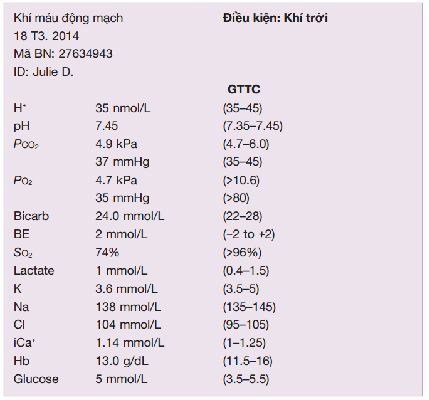 Khí máu động mạch Điều kiện: Khí trời
18 T3. 2014
Mã BN: 27634943
ID: Julie D.
GTTC
H⁺ 35 nmol/L (35–45)
pH 7.45 (7.35–7.45)
PCO₂ 4.9 kPa (4.7–6.0)
37 mmHg (35–45)
PO₂ 4.7 kPa (>10.6)
35 mmHg (>80)
Bicarb 24.0 mmol/L (22–28)
BE 2 mmol/L (–2 to +2)
SO₂ 74% (>96%)
Lactate 1 mmol/L (0.4–1.5)
K 3.6 mmol/L (3.5–5)
Na 138 mmol/L (135–145)
Cl 104 mmol/L (95–105)
iCa⁺ 1.14 mmol/L (1–1.25)
Hb 13.0 g/dL (11.5–16)
Glucose 5 mmol/L (3.5–5.5)